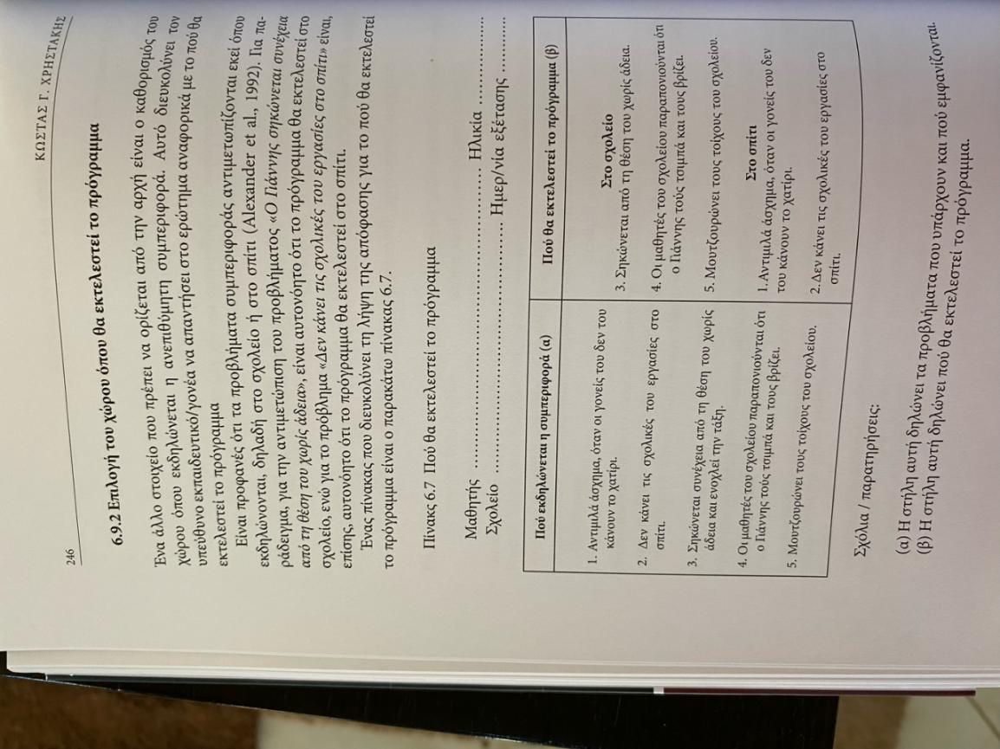 246
ΚΩΣΤΑΣ Γ. ΧΡΗΣΤΑΚΗΣ
6.9.2 Επιλογή του χώρου όπου θα εκτελεστεί το πρόγραμμα
Ένα άλλο στοιχείο που πρέπει να ορίζεται από την αρχή είναι ο καθορισμός του
χώρου όπου εκδηλώνεται η ανεπιθύμητη συμπεριφορά. Αυτό διευκολύνει τον
υπεύθυνο εκπαιδευτικό/γονέα να απαντήσει στο ερώτημα αναφορικά με το πού θα
εκτελεστεί το πρόγραμμα
Είναι προφανές ότι τα προβλήματα συμπεριφοράς αντιμετωπίζονται εκεί όπου
εκδηλώνονται, δηλαδή στο σχολείο ή στο σπίτι (Alexander et al., 1992). Για πα-
ράδειγμα, για την αντιμετώπιση του προβλήματος «Ο Γιάννης σηκώνεται συνέχεια
από τη θέση του χωρίς άδεια», είναι αυτονόητο ότι το πρόγραμμα θα εκτελεστεί στο
σχολείο, ενώ για το πρόβλημα «Δεν κάνει τις σχολικές του εργασίες στο σπίτι» είναι,
επίσης, αυτονόητο ότι το πρόγραμμα θα εκτελεστεί στο σπίτι.
Ένας πίνακας που διευκολύνει τη λήψη της απόφασης για το πού θα εκτελεστεί
το πρόγραμμα είναι ο παρακάτω πίνακας 6.7.
Πίνακς 6.7 Πού θα εκτελεστεί το πρόγραμμα
Μαθητής ........................................................ Ηλικία ......................
Σχολείο ............................................... Ημερ/νία εξέτασης ............
Πού εκδηλώνεται η συμπεριφορά (α)
1. Αντιμιλά άσχημα, όταν οι γονείς του δεν του
κάνουν το χατίρι.
2. Δεν κάνει τις σχολικές του εργασίες στο
σπίτι.
3. Σηκώνεται συνέχεια από τη θέση του χωρίς
άδεια και ενοχλεί την τάξη.
4. Οι μαθητές του σχολείου παραπονιούνται ότι
ο Γιάννης τούς τσιμπά και τους βρίζει.
5. Μουντζουρώνει τους τοίχους του σχολείου.
Πού θα εκτελεστεί το πρόγραμμα (β)
Στο σχολείο
3. Σηκώνεται από τη θέση του χωρίς άδεια.
4. Οι μαθητές του σχολείου παραπονιούνται ότι
ο Γιάννης τούς τσιμπά και τους βρίζει.
5. Μουντζουρώνει τους τοίχους του σχολείου.
Στο σπίτι
1. Αντιμιλά άσχημα, όταν οι γονείς του δεν
του κάνουν το χατίρι.
2. Δεν κάνει τις σχολικές του εργασίες στο
σπίτι.
Σχόλια / παρατηρήσεις:
(α) Η στήλη αυτή δηλώνει τα προβλήματα που υπάρχουν και πού εμφανίζονται.
(β) Η στήλη αυτή δηλώνει πού θα εκτελεστεί το πρόγραμμα.